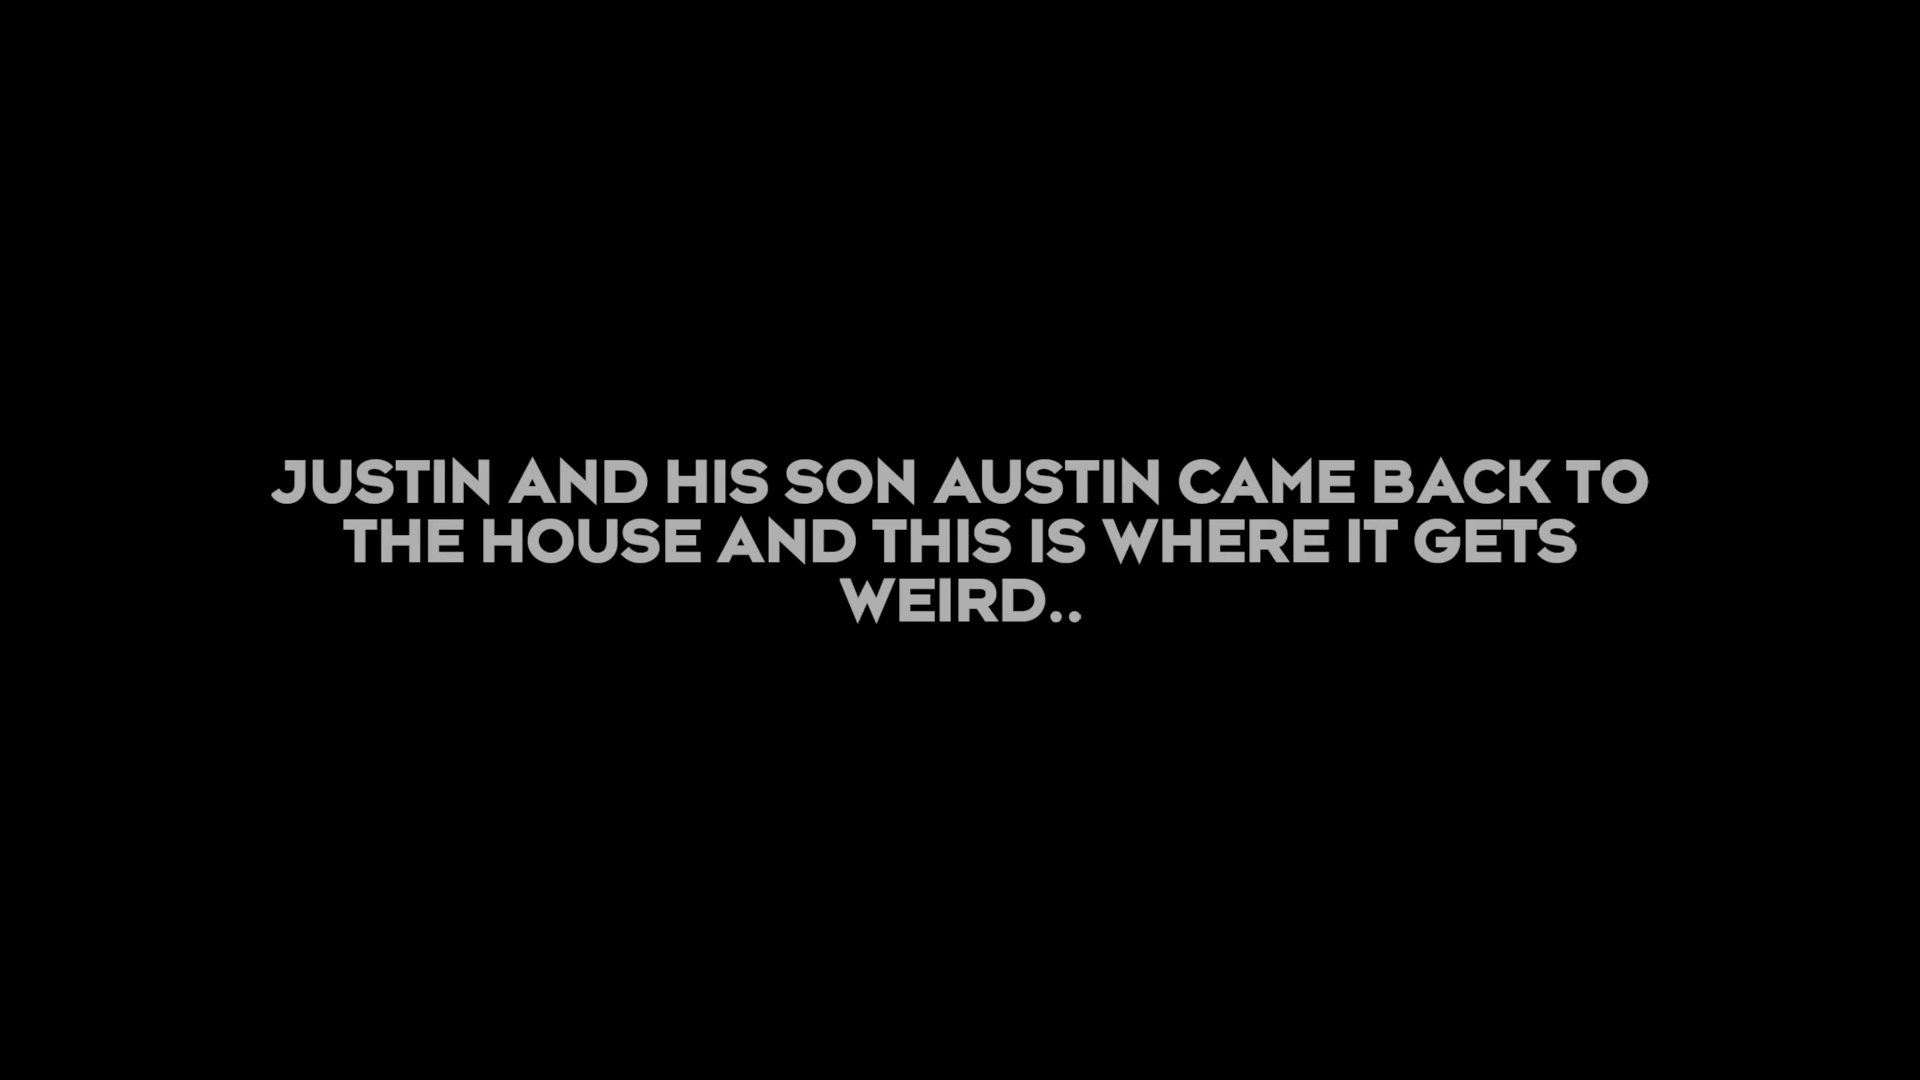 JUSTIN AND HIS SON AUSTIN CAME BACK TO
THE HOUSE AND THIS IS WHERE IT GETS
WEIRD..